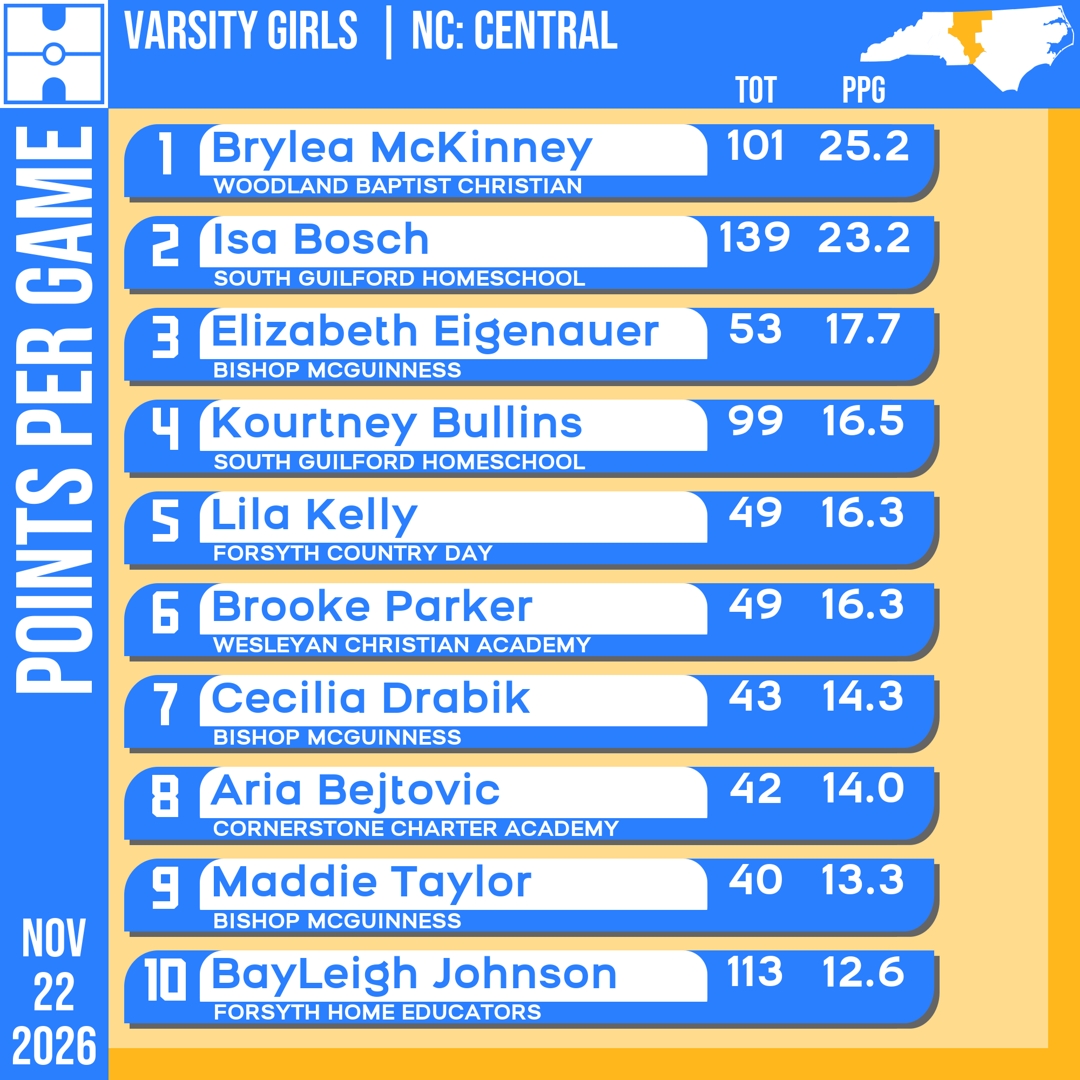 VARSITY GIRLS | NC: CENTRAL
TOT PPG
POINTS PER GAME
1 Brylea McKinney 101 25.2
WOODLAND BAPTIST CHRISTIAN
2 Isa Bosch 139 23.2
SOUTH GUILFORD HOMESCHOOL
3 Elizabeth Eigenauer 53 17.7
BISHOP MCGUINNESS
4 Kourtney Bullins 99 16.5
SOUTH GUILFORD HOMESCHOOL
5 Lila Kelly 49 16.3
FORSYTH COUNTRY DAY
6 Brooke Parker 49 16.3
WESLEYAN CHRISTIAN ACADEMY
7 Cecilia Drabik 43 14.3
BISHOP MCGUINNESS
8 Aria Bejtovic 42 14.0
CORNERSTONE CHARTER ACADEMY
9 Maddie Taylor 40 13.3
BISHOP MCGUINNESS
10 BayLeigh Johnson 113 12.6
FORSYTH HOME EDUCATORS
NOV
22
2026